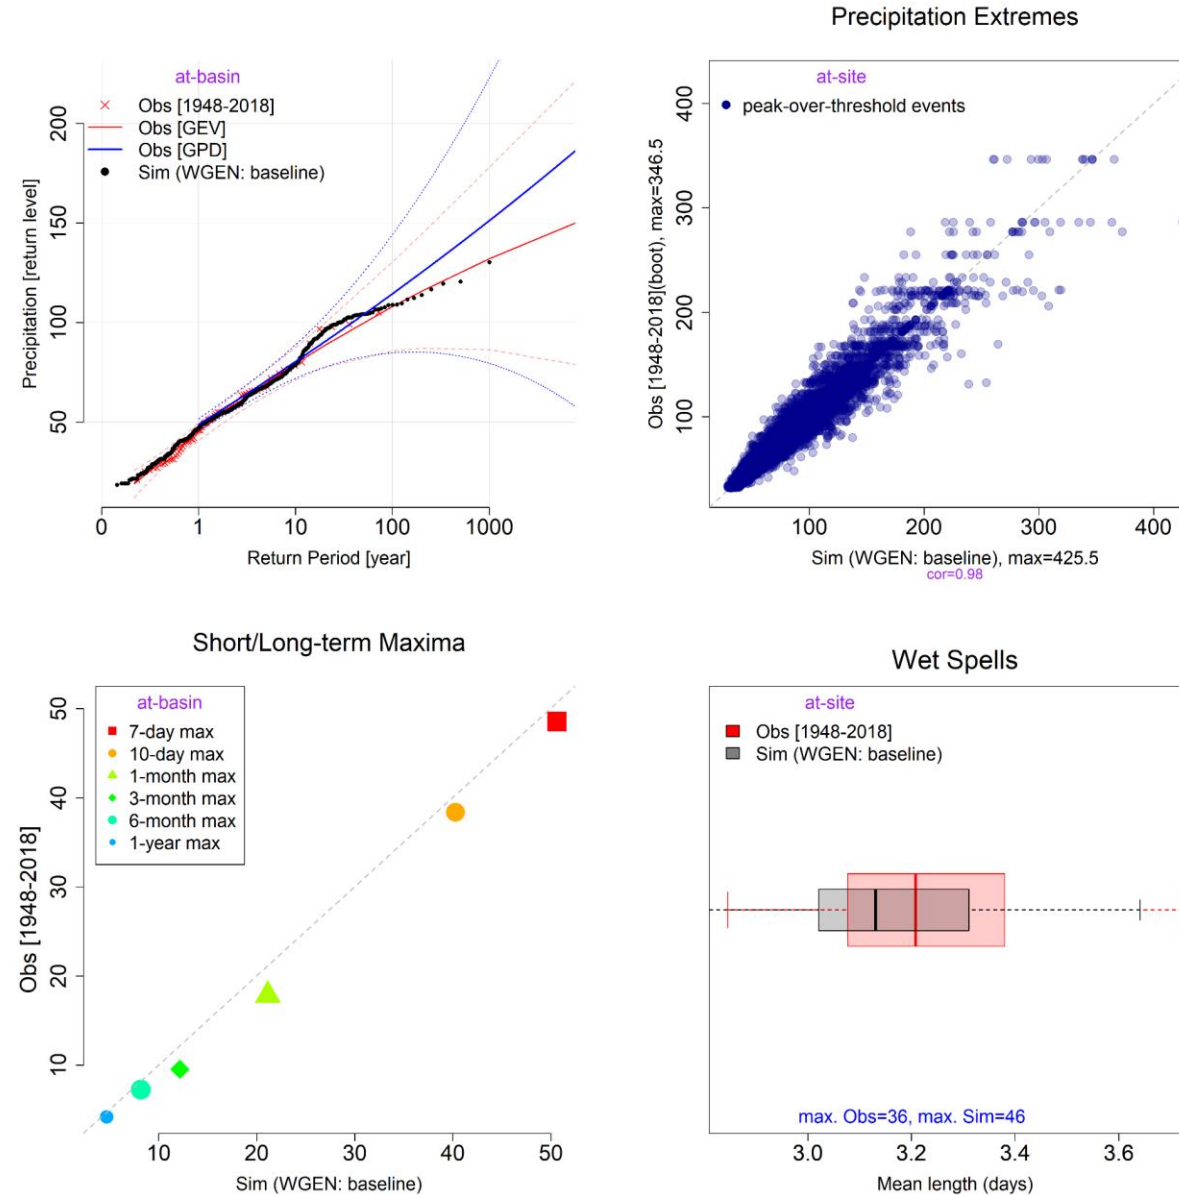 Precipitation Extremes
at-basin
Obs [1948-2018]
Obs [GEV]
Obs [GPD]
Sim (WGEN: baseline)
Precipitation [return level]
200
150
100
50
0 1 10 100 1000
Return Period [year]
at-site
peak-over-threshold events
Obs [1948-2018](boot), max=346.5
400
300
200
100
100 200 300 400
Sim (WGEN: baseline), max=425.5
cor=0.98
Short/Long-term Maxima
at-basin
7-day max
10-day max
1-month max
3-month max
6-month max
1-year max
Obs [1948-2018]
50
40
30
20
10
10 20 30 40 50
Sim (WGEN: baseline)
Wet Spells
at-site
Obs [1948-2018]
Sim (WGEN: baseline)
max. Obs=36, max. Sim=46
3.0 3.2 3.4 3.6
Mean length (days)